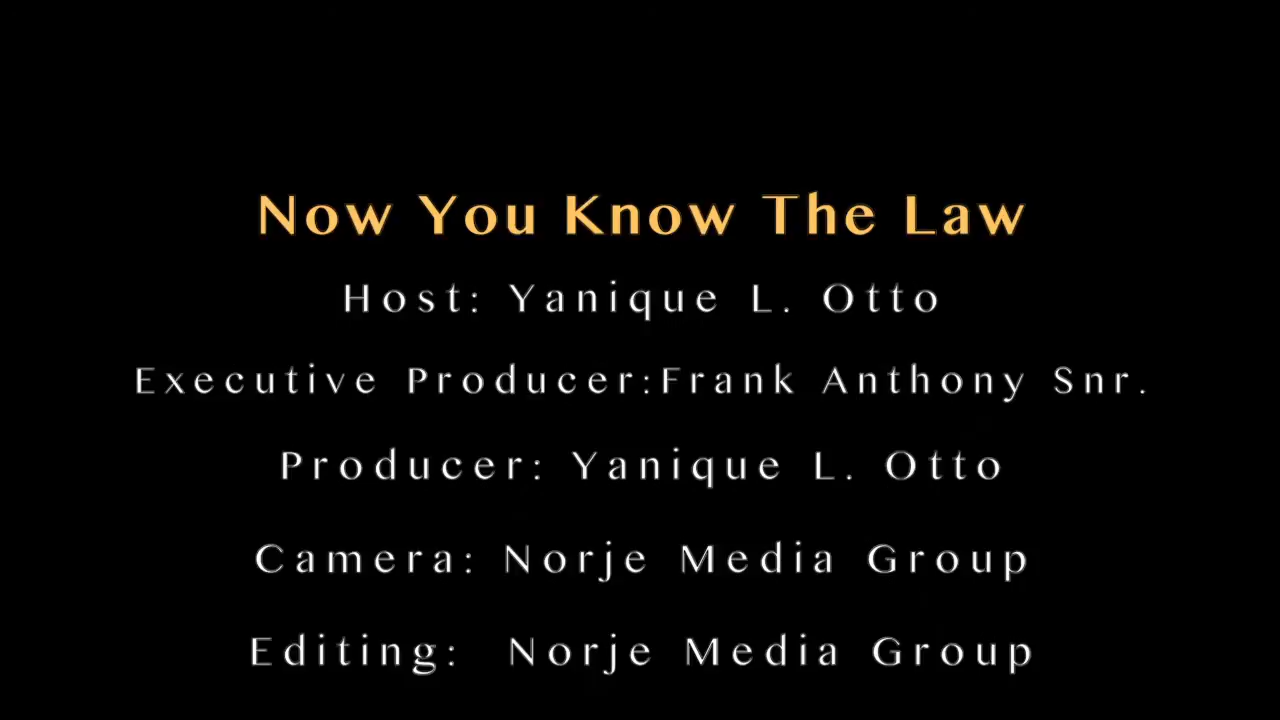 Now You Know The Law
Host: Yanique L. Otto
Executive Producer:Frank Anthony Snr.
Producer: Yanique L. Otto
Camera: Norje Media Group
Editing: Norje Media Group